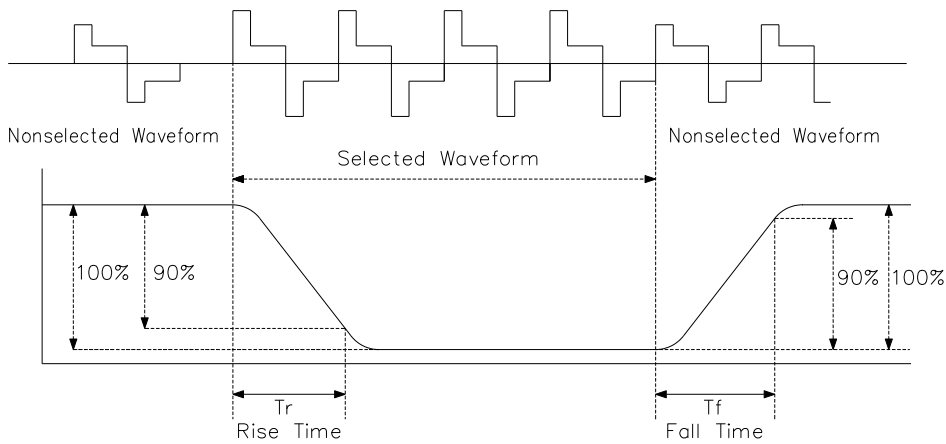 Nonselected Waveform
Nonselected Waveform
Selected Waveform
100%
90%
90%
100%
Tr
Rise Time
Tf
Fall Time